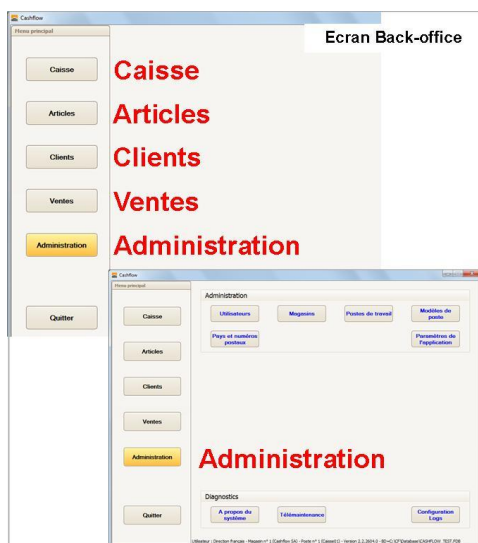 Cashflow
Menu principal
Ecran Back-office
Caisse
Caisse
Articles
Articles
Clients
Clients
Ventes
Ventes
Administration
Administration
Quitter
Cashflow
Menu principal
Caisse
Articles
Clients
Ventes
Administration
Quitter
Administration
Utilisateurs
Magasins
Postes de travail
Modèles de
poste
Pays et numéros
postaux
Paramètres de
l'application
Administration
Diagnostics
A propos du
système
Télémaintenance
Configuration
Logs